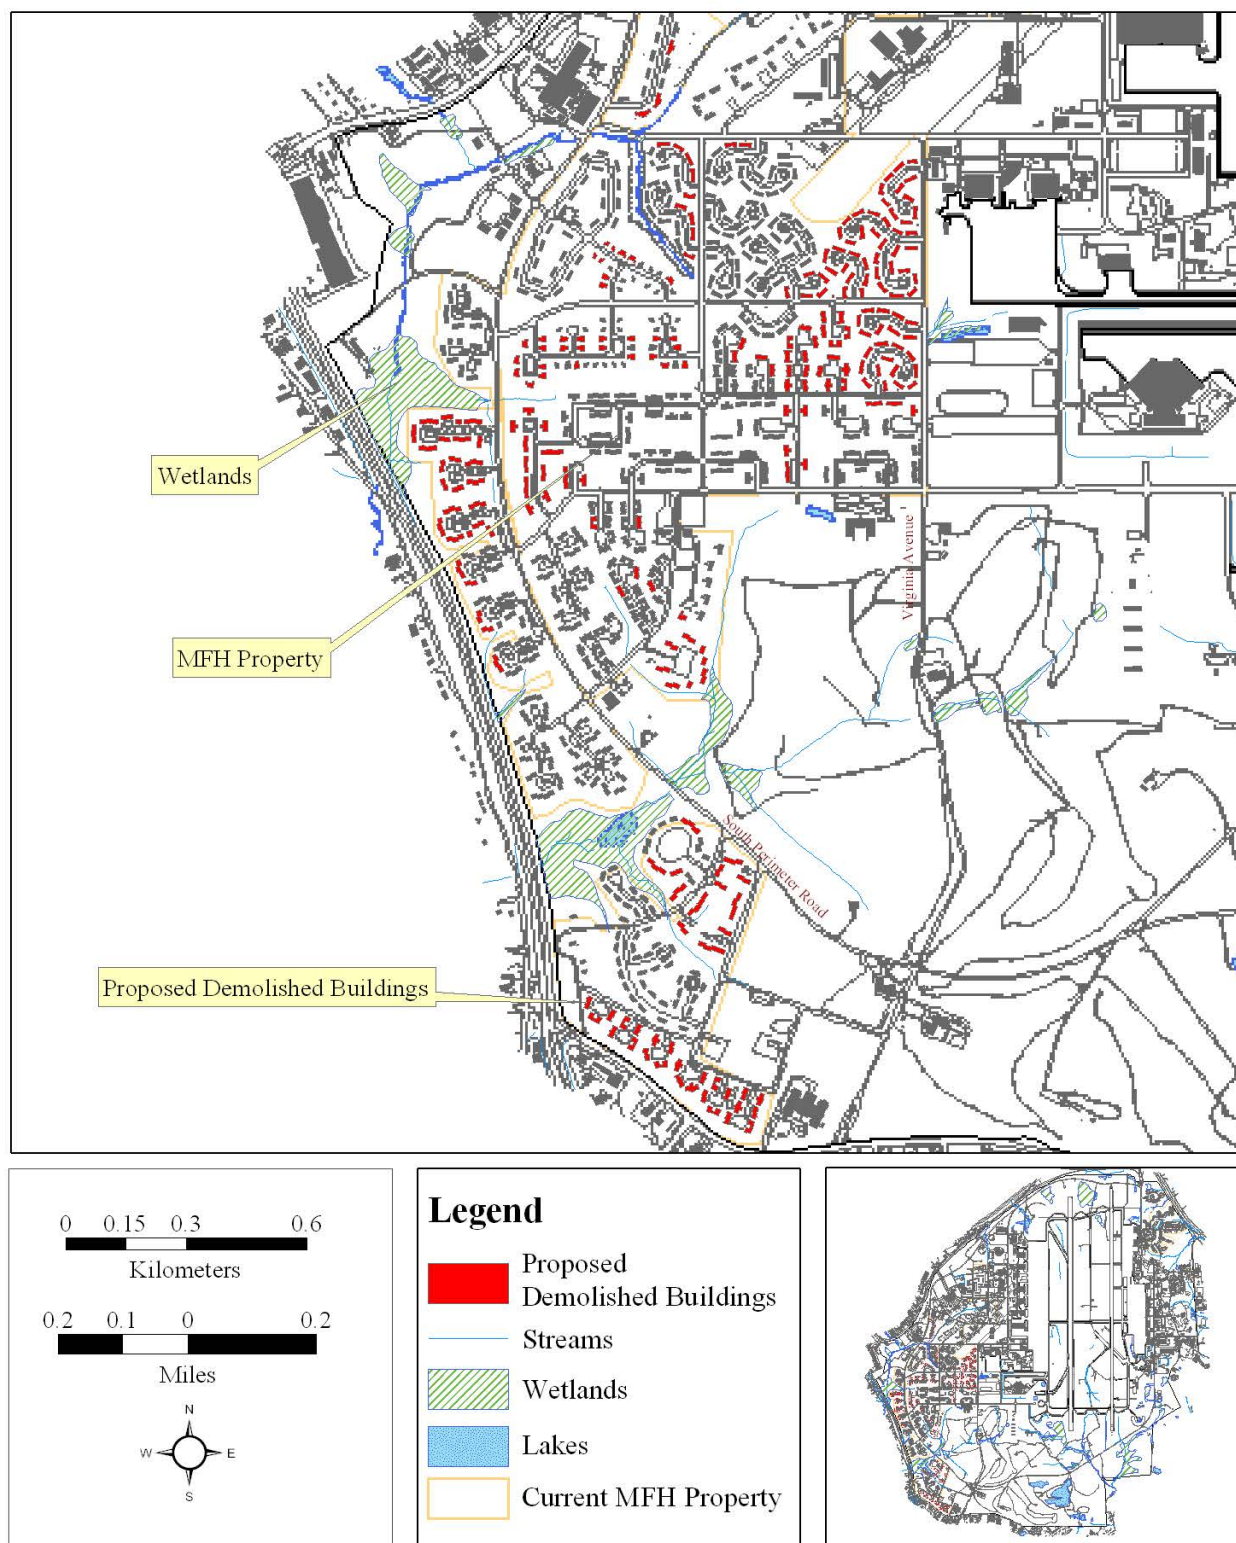 Wetlands
Virginia Avenue
MFH Property
South Perimeter Road
Proposed Demolished Buildings
0 0.15 0.3 0.6
Kilometers
0.2 0.1 0 0.2
Miles
N
W E
S
Legend
Proposed
Demolished Buildings
Streams
Wetlands
Lakes
Current MFH Property